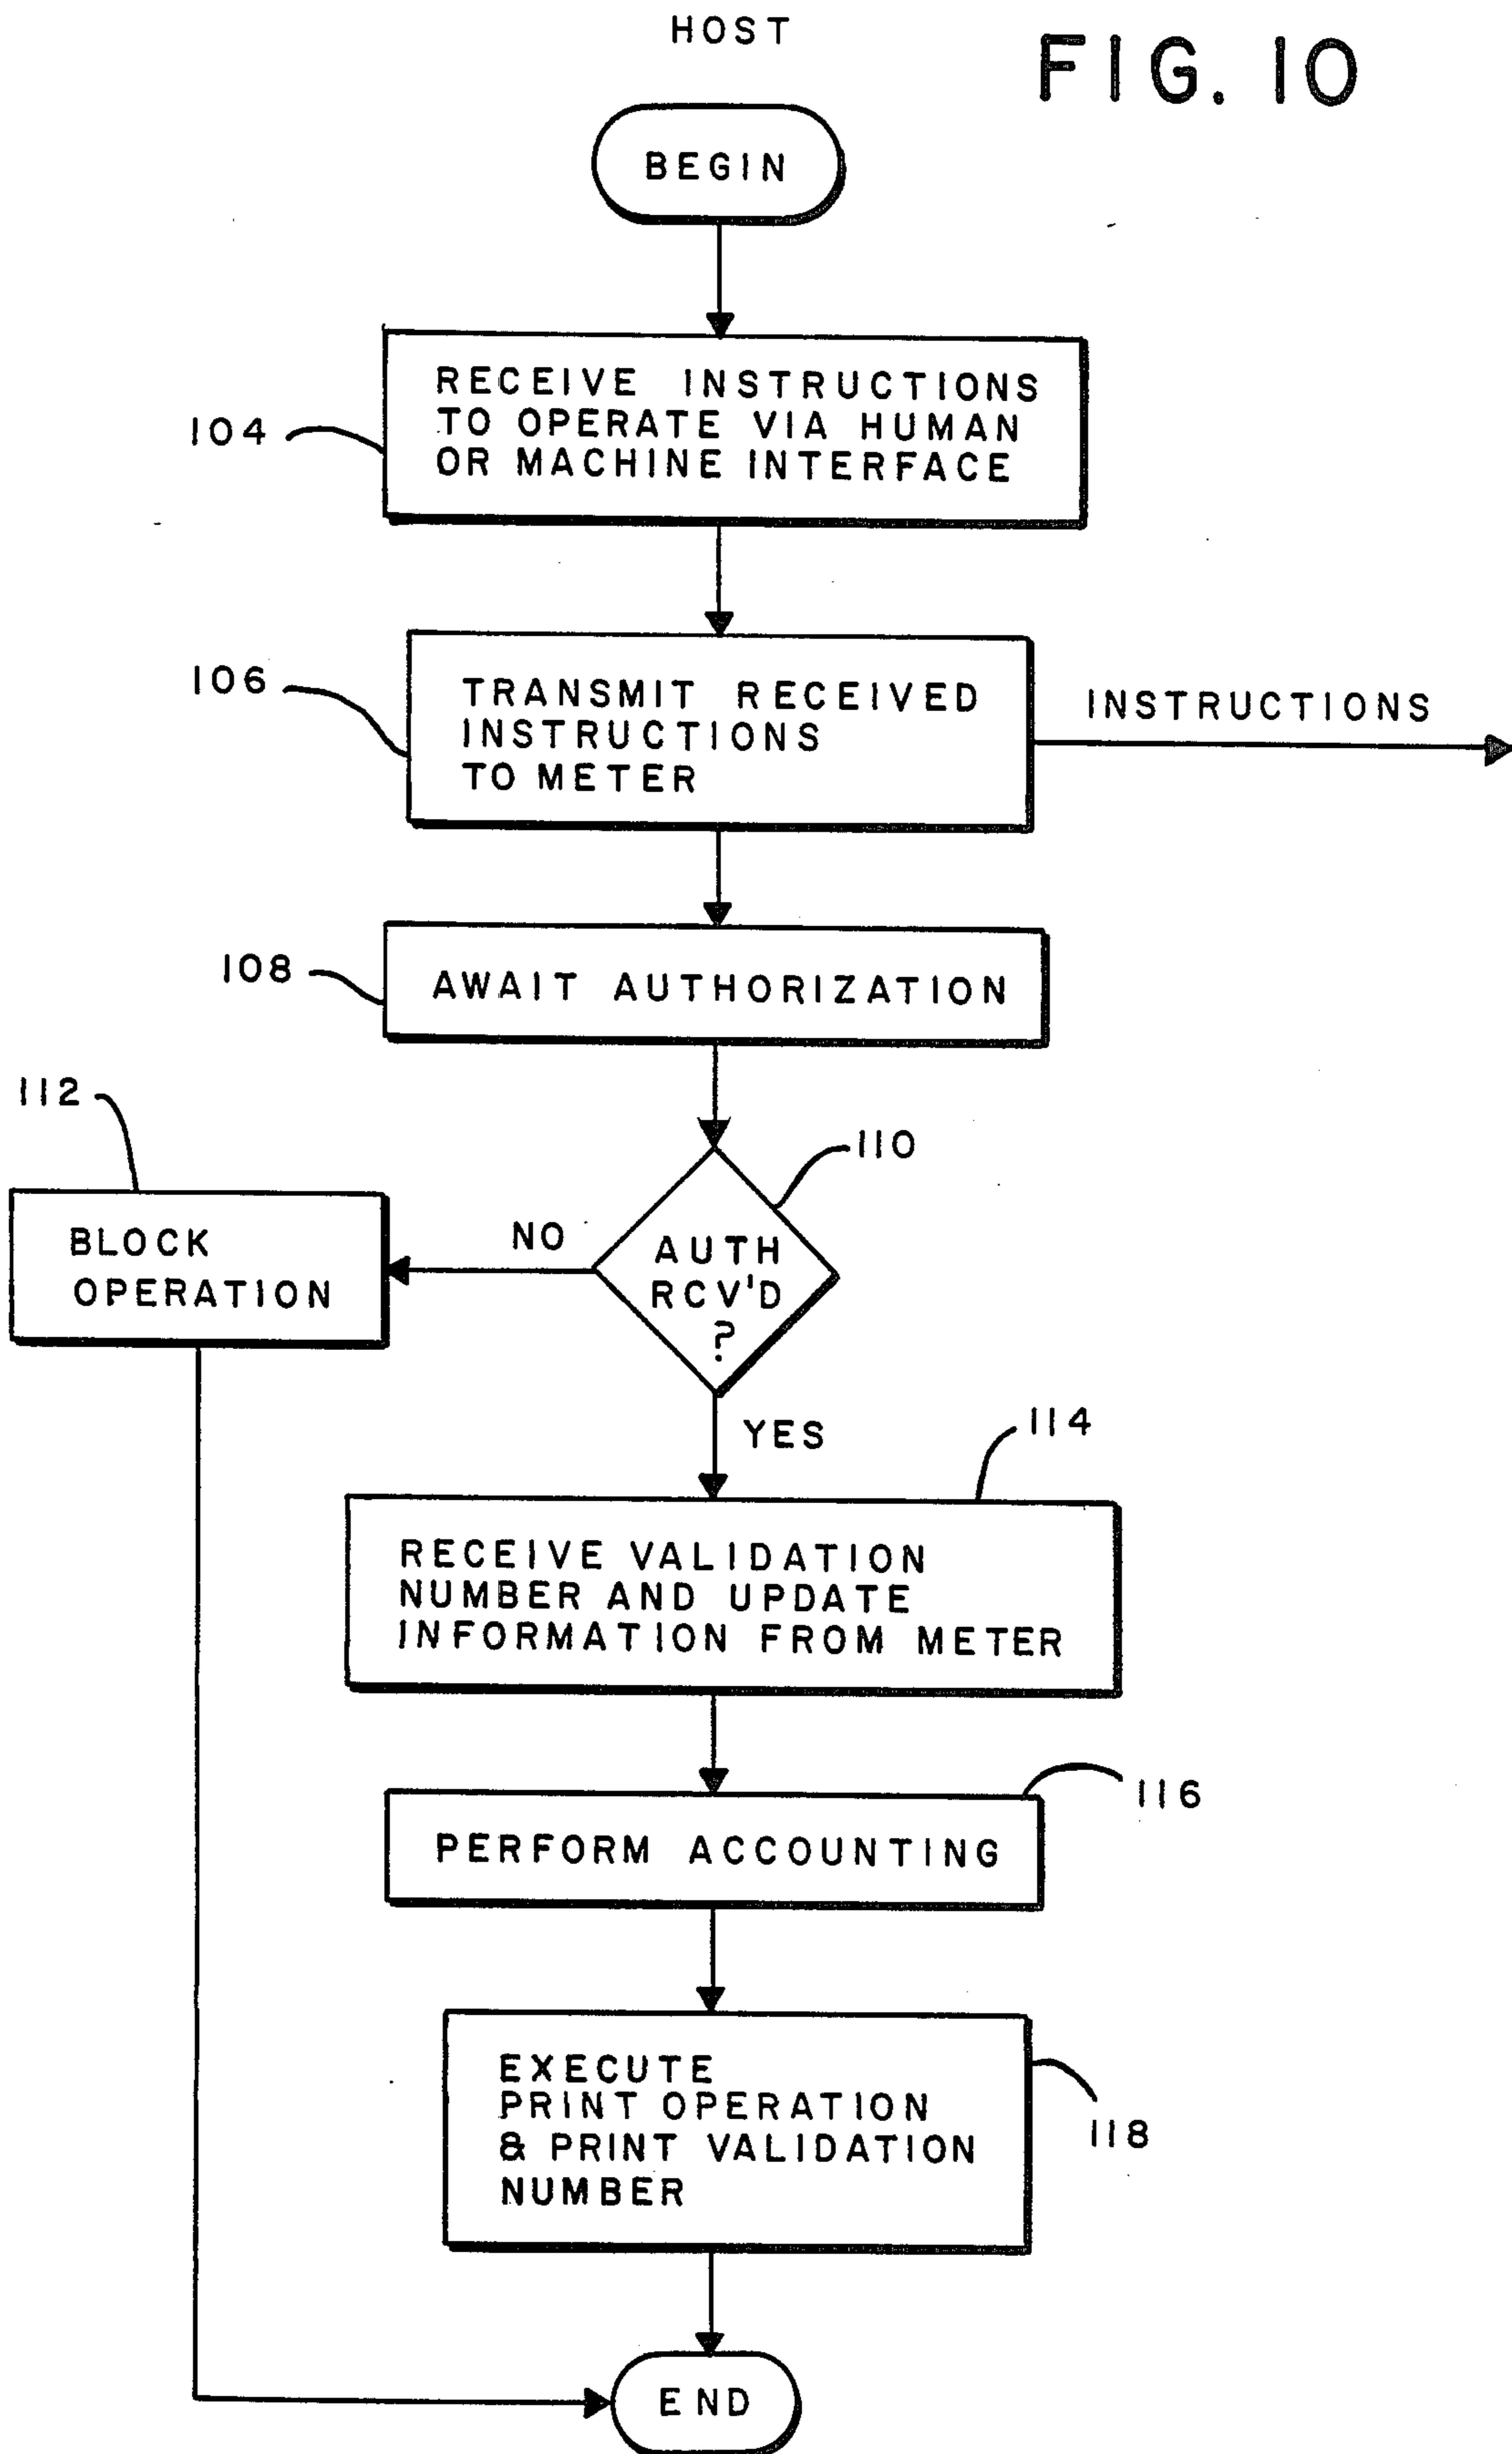 HOST
FIG. 10
BEGIN
104
RECEIVE INSTRUCTIONS
TO OPERATE VIA HUMAN
OR MACHINE INTERFACE
106
TRANSMIT RECEIVED
INSTRUCTIONS
TO METER
INSTRUCTIONS
108
AWAIT AUTHORIZATION
112
110
BLOCK
OPERATION
NO
AUTH
RCV'D
?
YES
114
RECEIVE VALIDATION
NUMBER AND UPDATE
INFORMATION FROM METER
116
PERFORM ACCOUNTING
EXECUTE
PRINT OPERATION
& PRINT VALIDATION
NUMBER
118
END